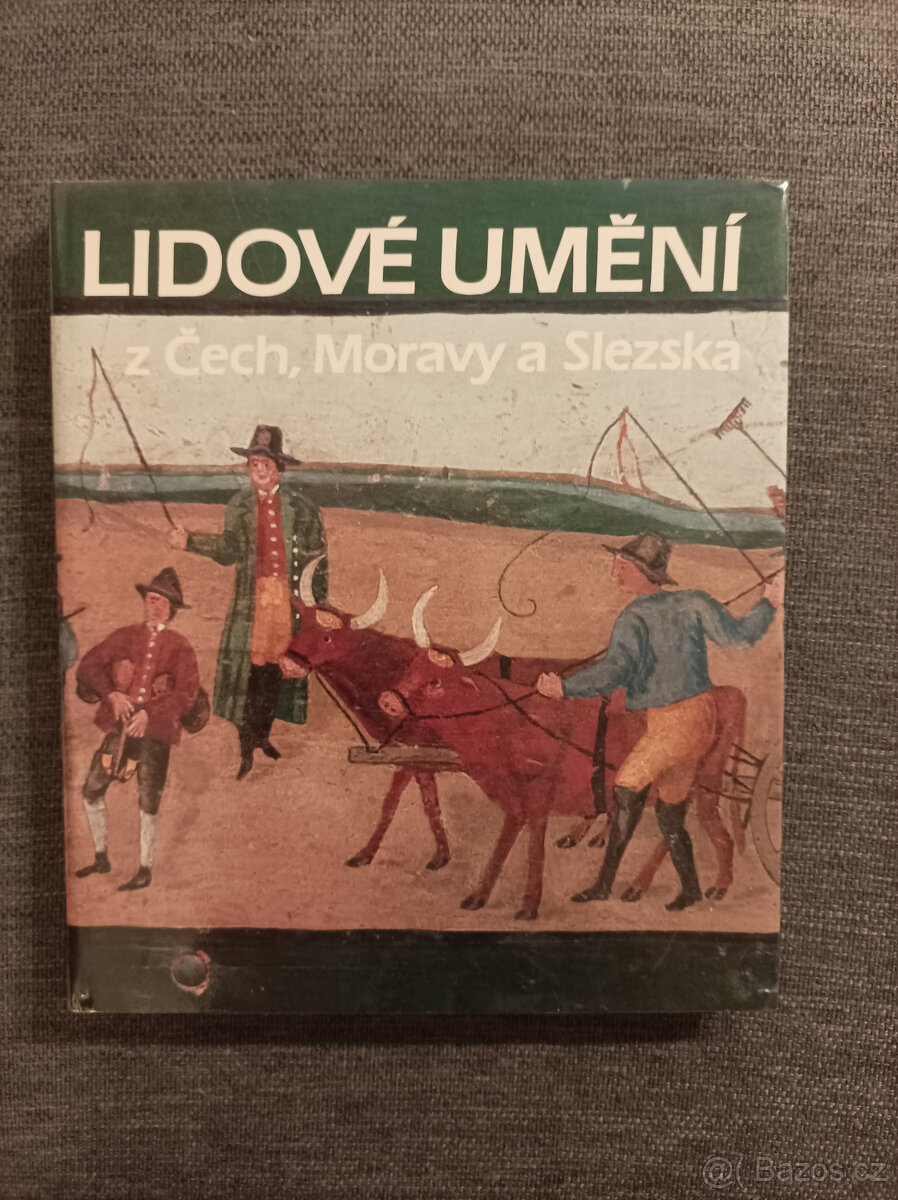 LIDOVÉ UMĚNÍ
z Čech, Moravy a Slezska
@( Bazos.cz